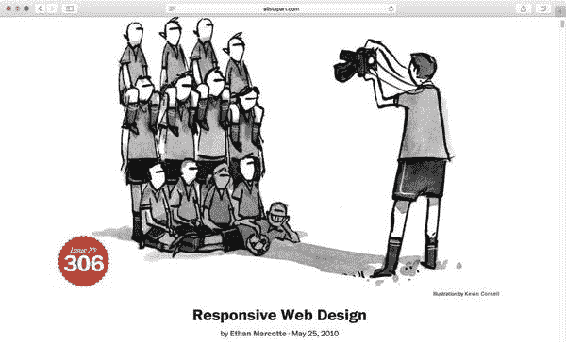 alistapart.com
Issue №
306
Illustration by Kevin Cornell
Responsive Web Design
by Ethan Marcotte · May 25, 2010